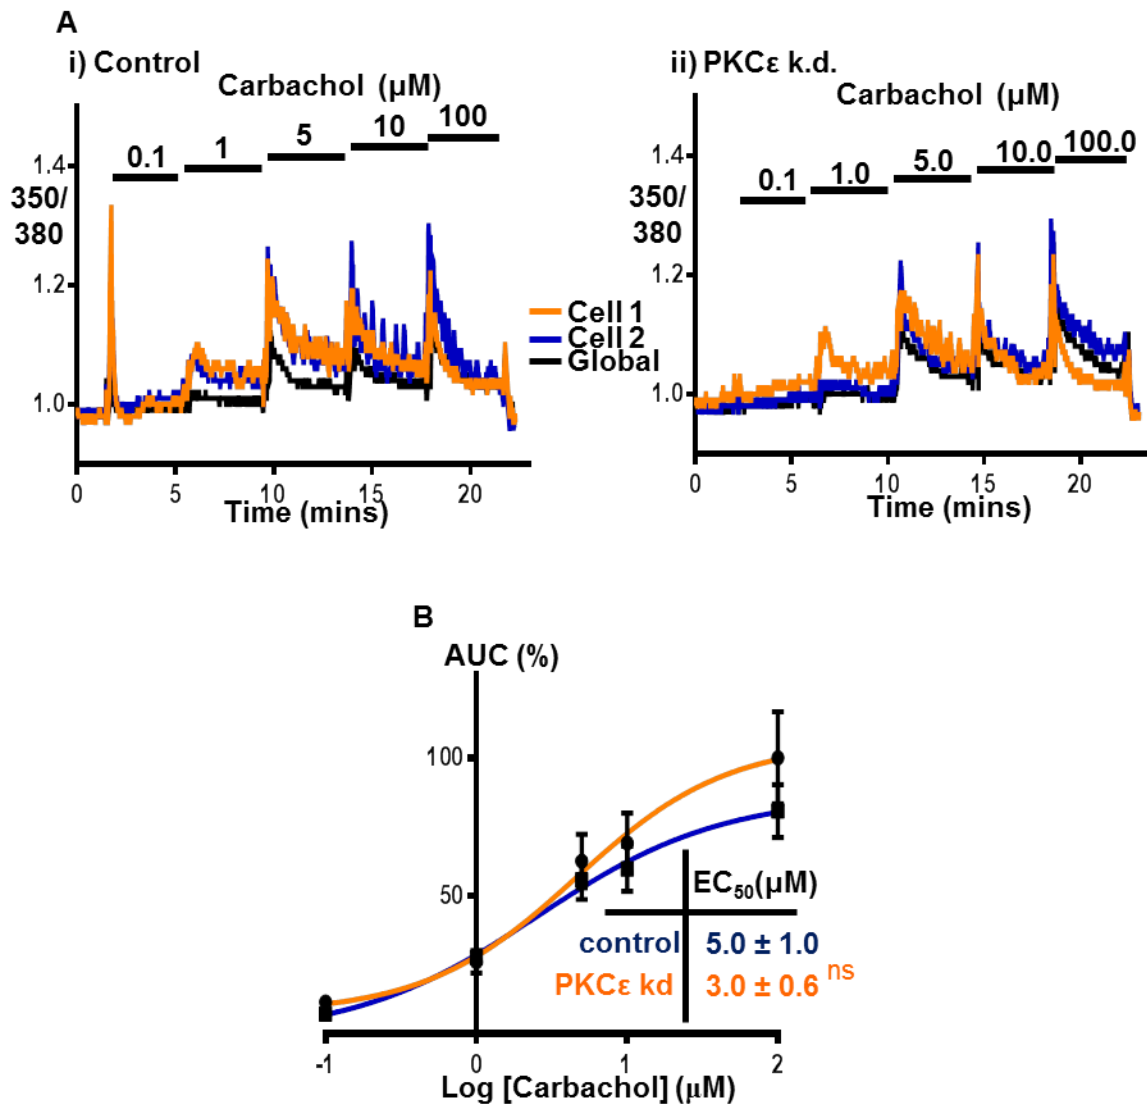 A
i) Control
Carbachol (µM)
0.1 1 5 10 100
1.4
350/
380
1.2
1.0
0 5 10 15 20
Time (mins)
Cell 1
Cell 2
Global
ii) PKCε k.d.
Carbachol (µM)
0.1 1.0 5.0 10.0 100.0
1.4
350/
380
1.2
1.0
0 5 10 15 20
Time (mins)
B
AUC (%)
100
50
EC₅₀(µM)
control 5.0 ± 1.0
PKCε kd 3.0 ± 0.6 ns
-1 0 1 2
Log [Carbachol] (µM)